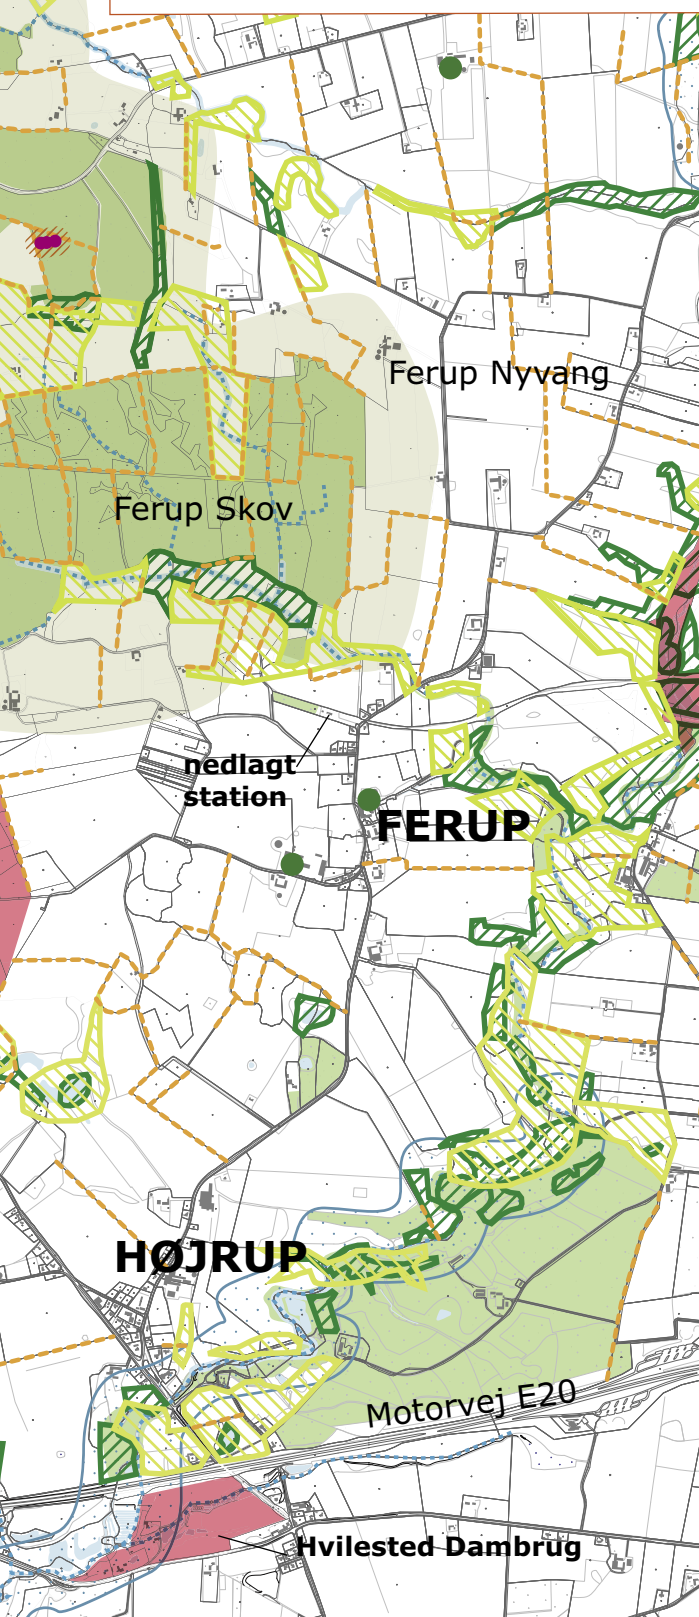 Ferup Nyvang
Ferup Skov
nedlagt
station
FERUP
HØJRUP
Motorvej E20
Hvilested Dambrug